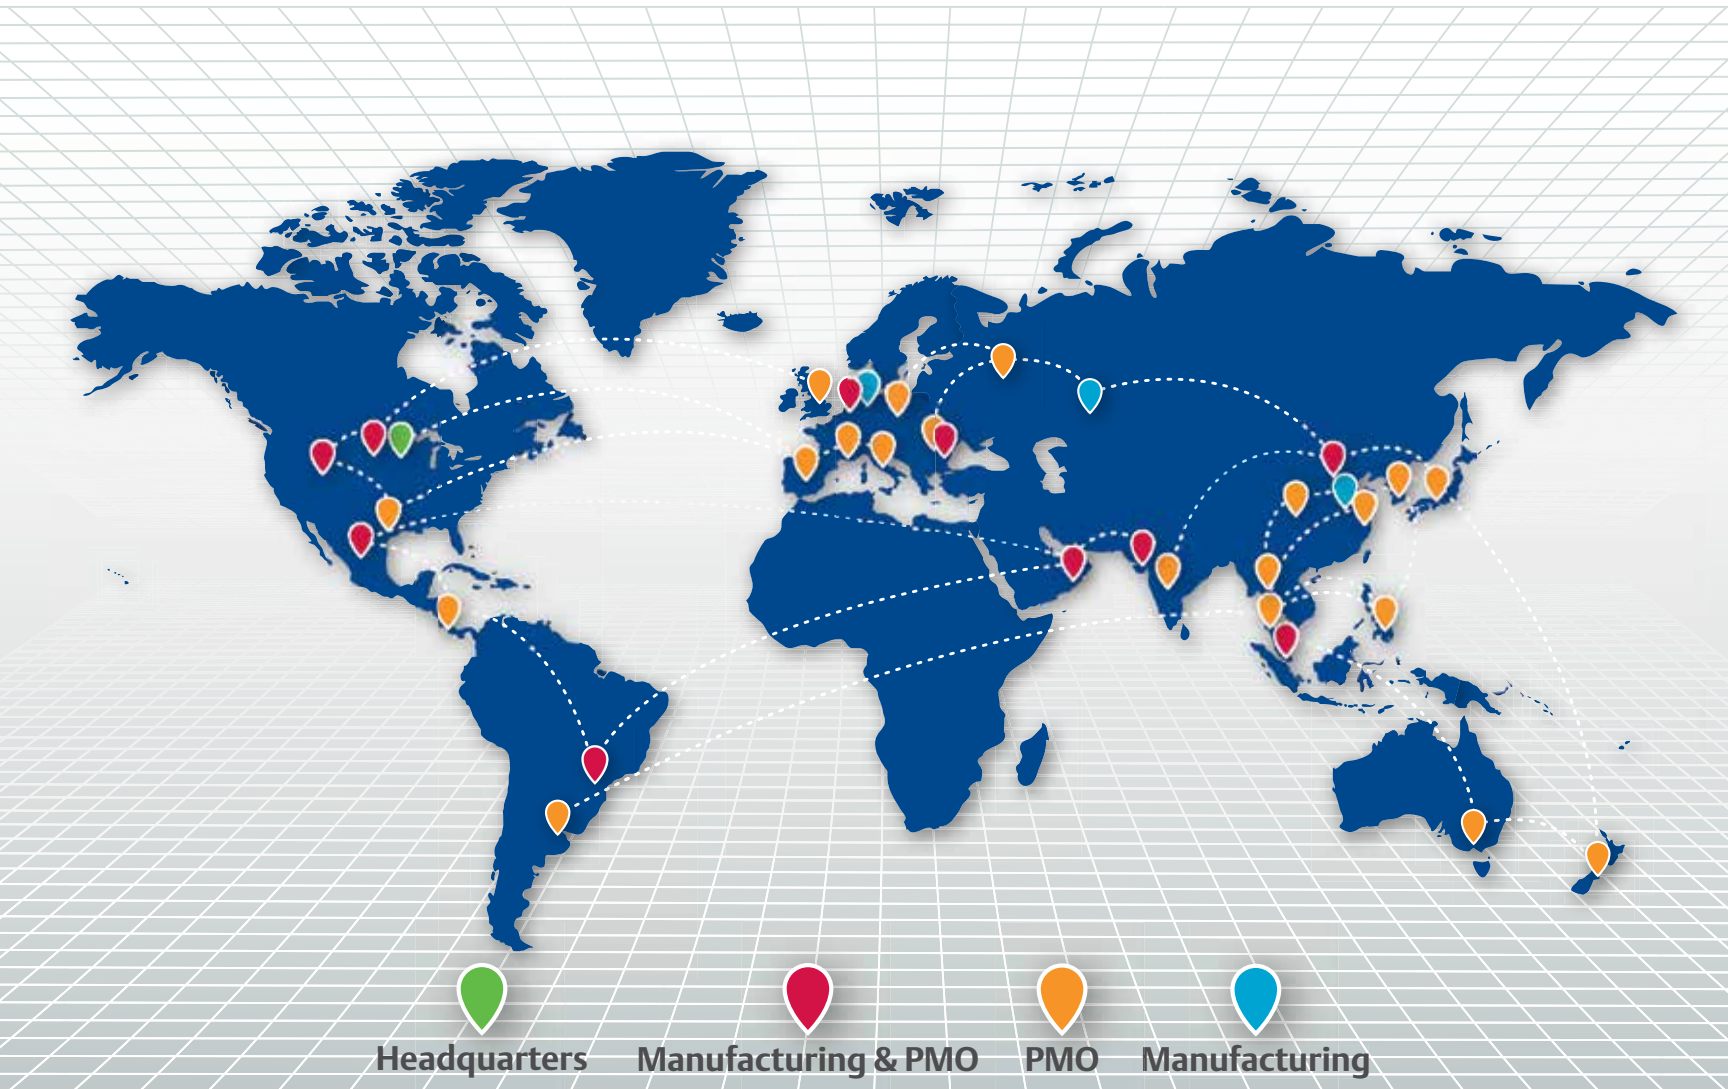 Headquarters
Manufacturing & PMO
PMO
Manufacturing